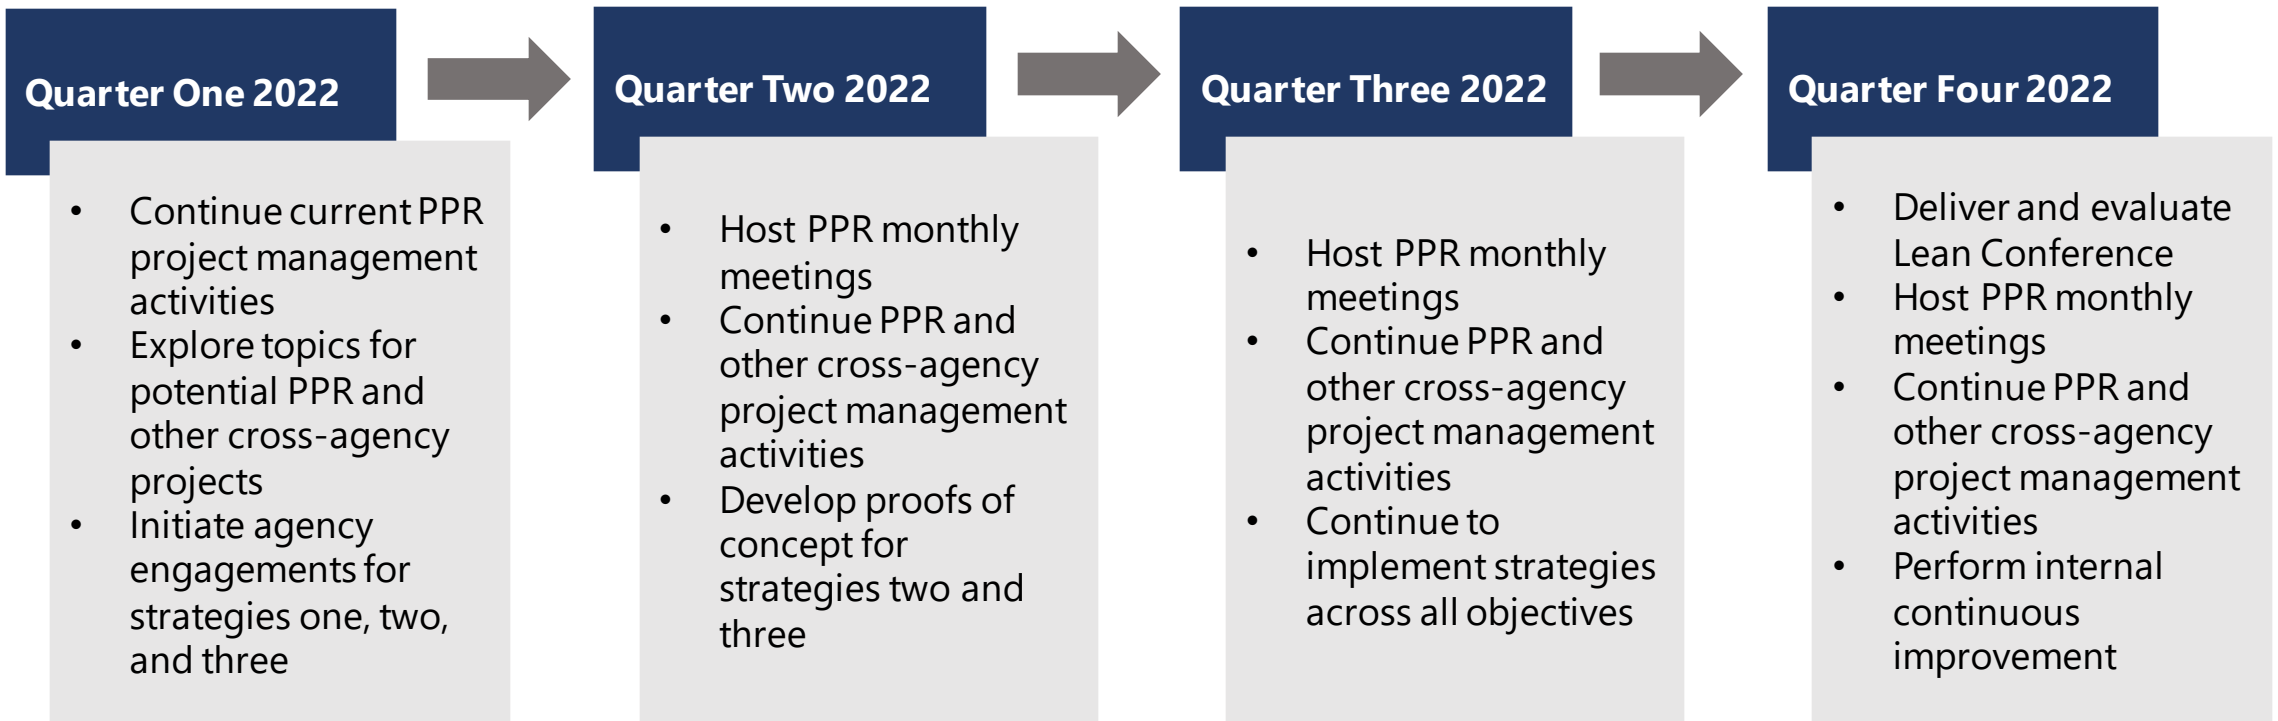 Quarter One 2022
• Continue current PPR
project management
activities
• Explore topics for
potential PPR and
other cross-agency
projects
• Initiate agency
engagements for
strategies one, two,
and three
Quarter Two 2022
• Host PPR monthly
meetings
• Continue PPR and
other cross-agency
project management
activities
• Develop proofs of
concept for
strategies two and
three
Quarter Three 2022
• Host PPR monthly
meetings
• Continue PPR and
other cross-agency
project management
activities
• Continue to
implement strategies
across all objectives
Quarter Four 2022
• Deliver and evaluate
Lean Conference
• Host PPR monthly
meetings
• Continue PPR and
other cross-agency
project management
activities
• Perform internal
continuous
improvement